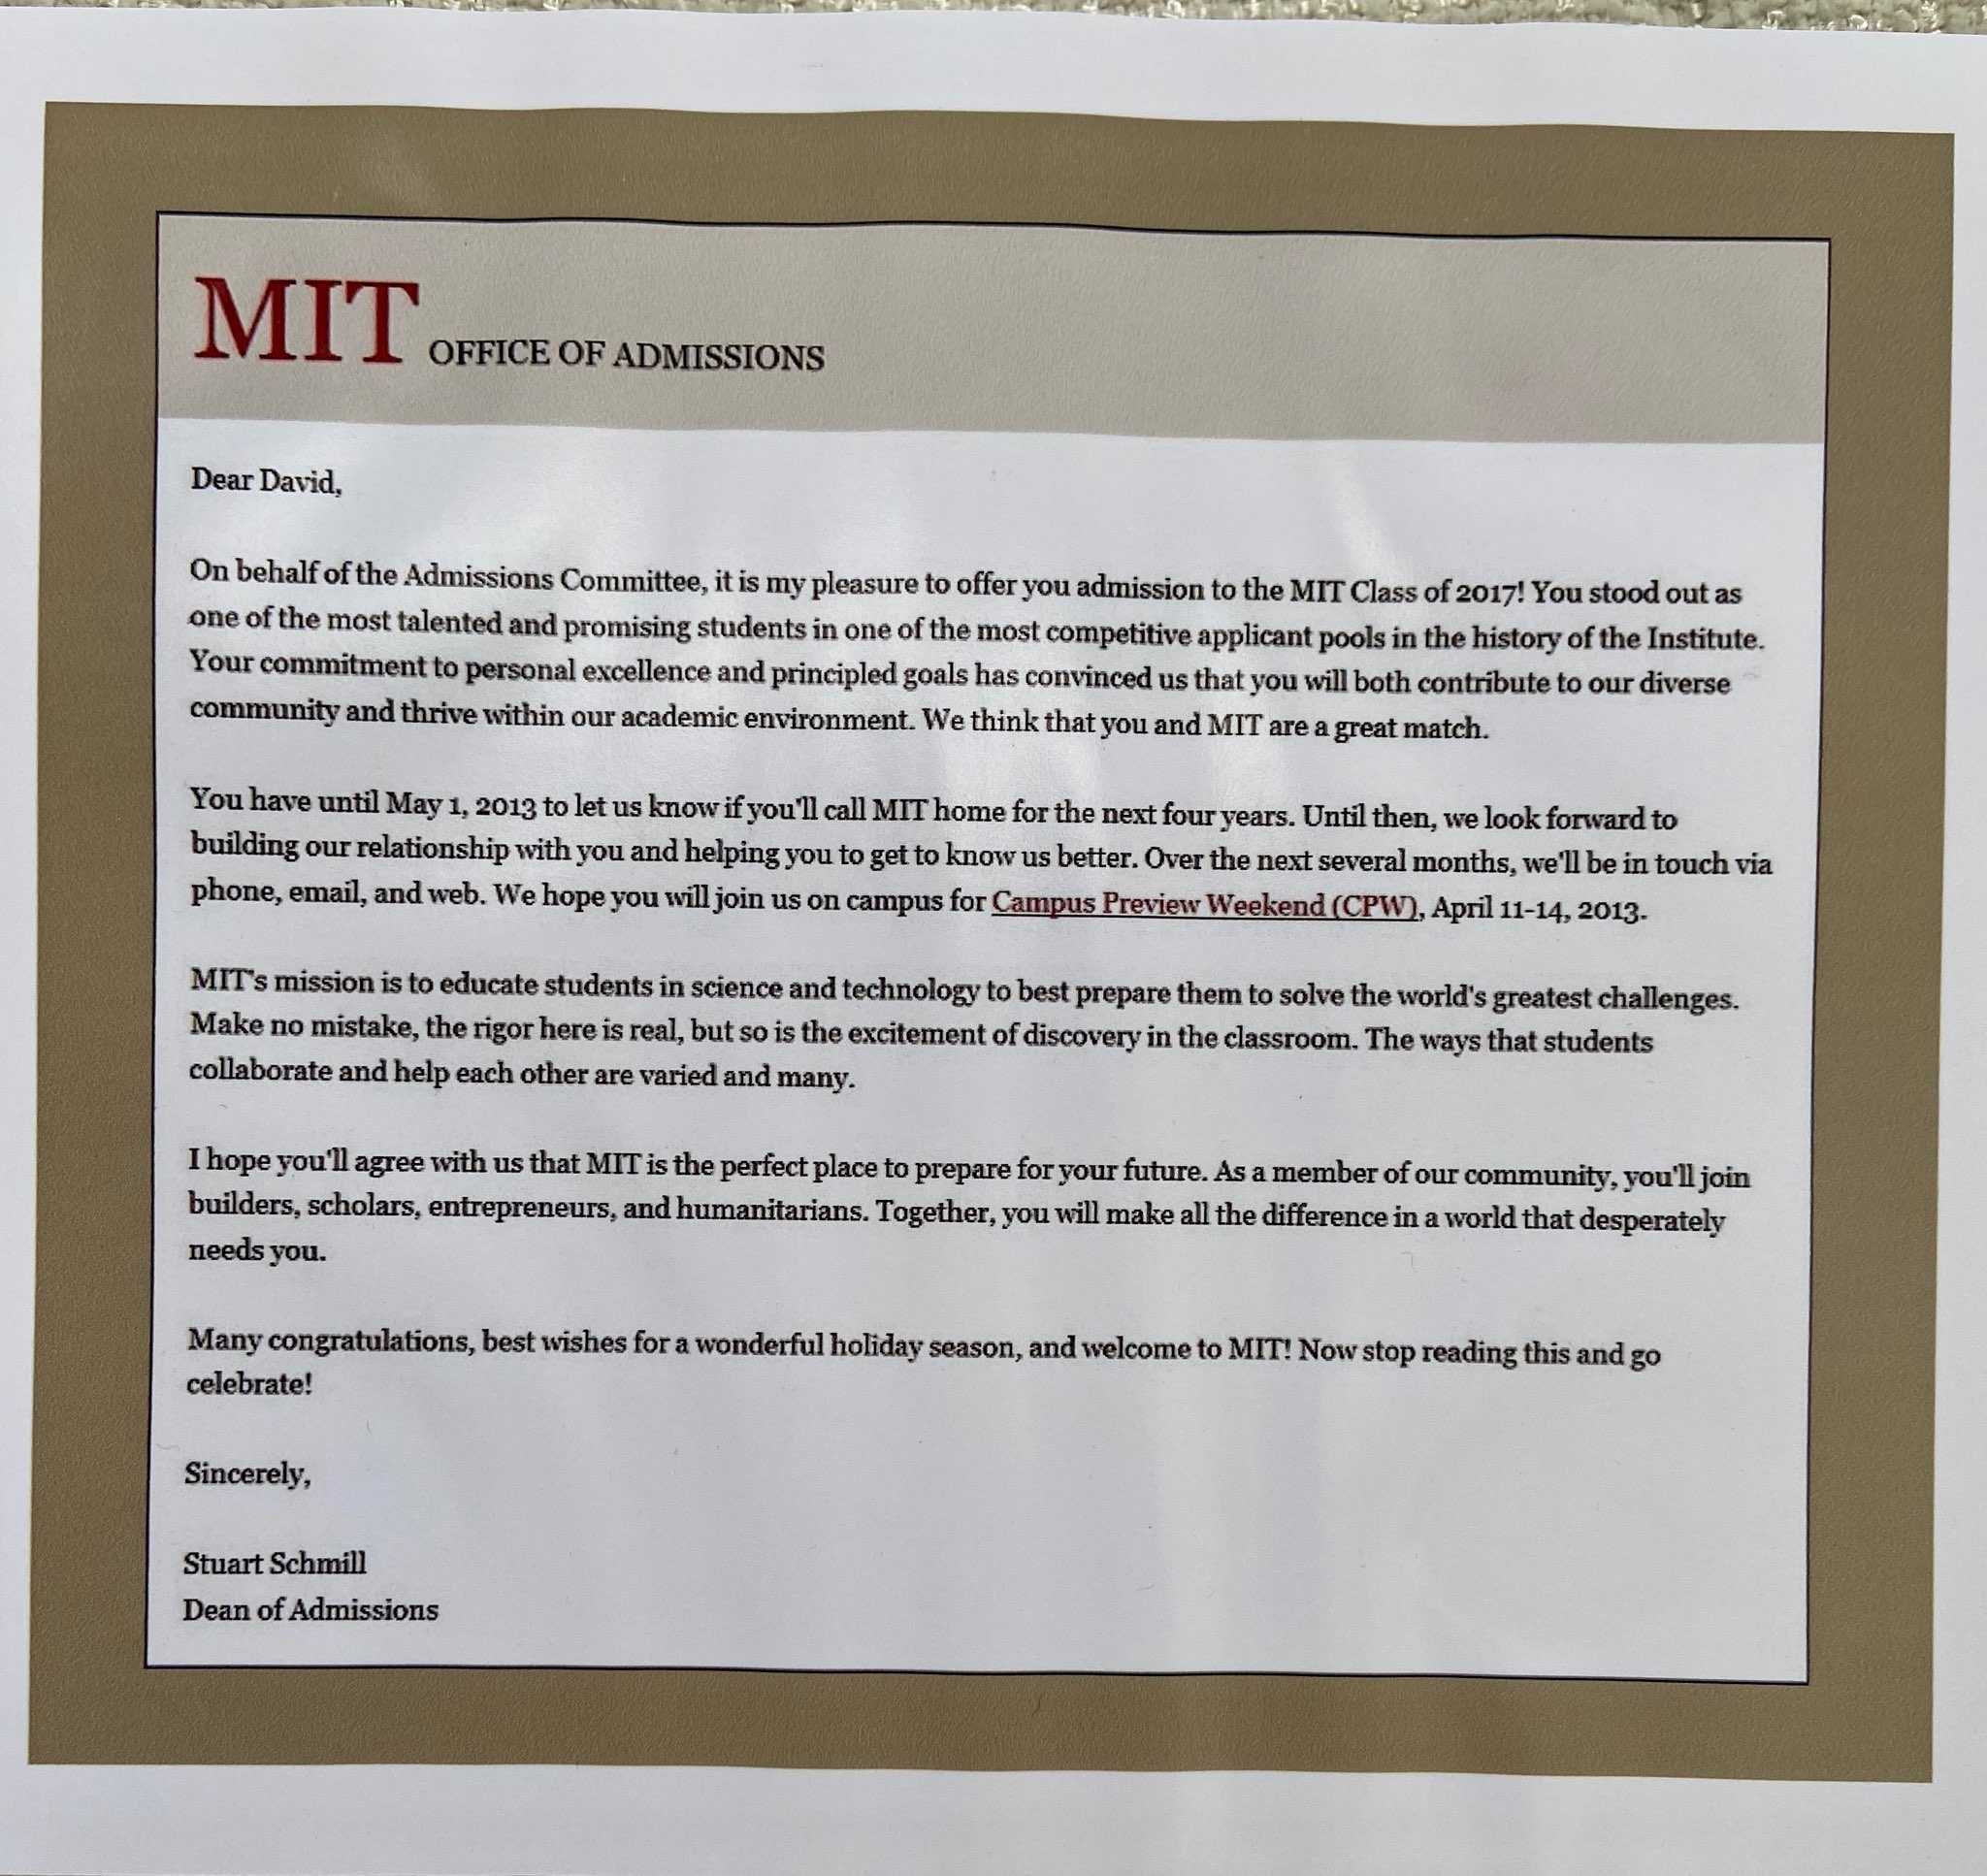 MIT OFFICE OF ADMISSIONS
Dear David,
On behalf of the Admissions Committee, it is my pleasure to offer you admission to the MIT Class of 2017! You stood out as
one of the most talented and promising students in one of the most competitive applicant pools in the history of the Institute.
Your commitment to personal excellence and principled goals has convinced us that you will both contribute to our diverse
community and thrive within our academic environment. We think that you and MIT are a great match.
You have until May 1, 2013 to let us know if you'll call MIT home for the next four years. Until then, we look forward to
building our relationship with you and helping you to get to know us better. Over the next several months, we'll be in touch via
phone, email, and web. We hope you will join us on campus for Campus Preview Weekend (CPW), April 11-14, 2013.
MIT's mission is to educate students in science and technology to best prepare them to solve the world's greatest challenges.
Make no mistake, the rigor here is real, but so is the excitement of discovery in the classroom. The ways that students
collaborate and help each other are varied and many.
I hope you'll agree with us that MIT is the perfect place to prepare for your future. As a member of our community, you'll join
builders, scholars, entrepreneurs, and humanitarians. Together, you will make all the difference in a world that desperately
needs you.
Many congratulations, best wishes for a wonderful holiday season, and welcome to MIT! Now stop reading this and go
celebrate!
Sincerely,
Stuart Schmill
Dean of Admissions